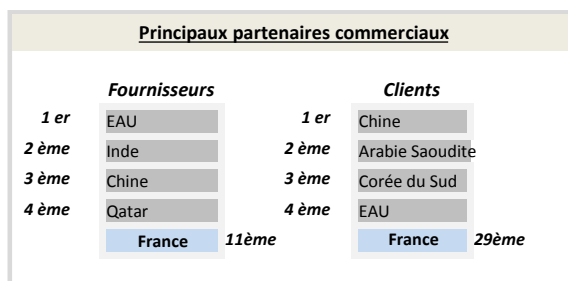 Principaux partenaires commerciaux
Fournisseurs Clients
1 er EAU 1 er Chine
2 ème Inde 2 ème Arabie Saoudite
3 ème Chine 3 ème Corée du Sud
4 ème Qatar 4 ème EAU
France 11ème France 29ème